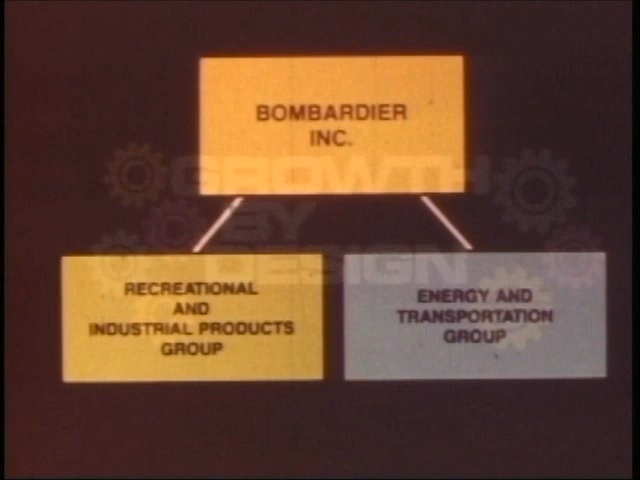 BOMBARDIER
INC.
GROWTH
BY
DESIGN
RECREATIONAL
AND
INDUSTRIAL PRODUCTS
GROUP
ENERGY AND
TRANSPORTATION
GROUP